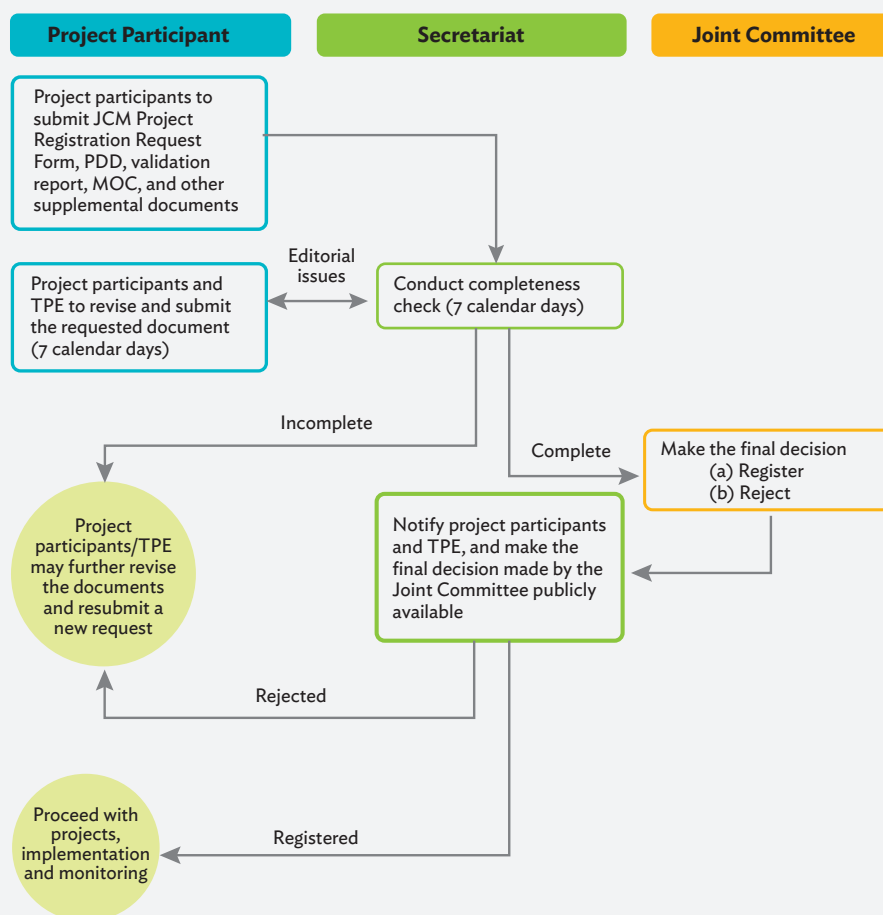 Project Participant
Secretariat
Joint Committee
Project participants to
submit JCM Project
Registration Request
Form, PDD, validation
report, MOC, and other
supplemental documents
Editorial
issues
Project participants and
TPE to revise and submit
the requested document
(7 calendar days)
Conduct completeness
check (7 calendar days)
Incomplete
Complete
Make the final decision
(a) Register
(b) Reject
Project
participants/TPE
may further revise
the documents
and resubmit a
new request
Notify project participants
and TPE, and make the
final decision made by the
Joint Committee publicly
available
Rejected
Registered
Proceed with
projects,
implementation
and monitoring